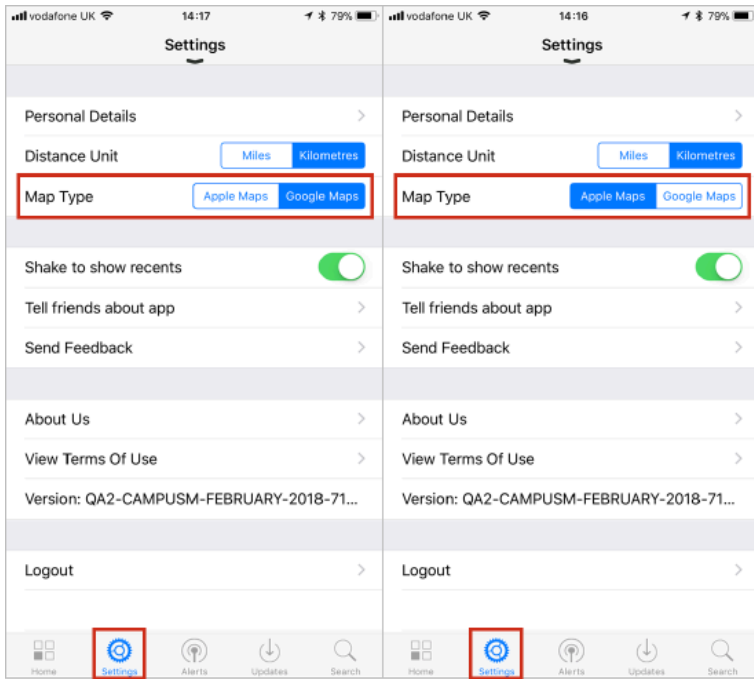 vodafone UK 14:17 79%
Settings
Personal Details
Distance Unit Miles Kilometres
Map Type Apple Maps Google Maps
Shake to show recents
Tell friends about app
Send Feedback
About Us
View Terms Of Use
Version: QA2-CAMPUSM-FEBRUARY-2018-71...
Logout
Home Settings Alerts Updates Search
vodafone UK 14:16 79%
Settings
Personal Details
Distance Unit Miles Kilometres
Map Type Apple Maps Google Maps
Shake to show recents
Tell friends about app
Send Feedback
About Us
View Terms Of Use
Version: QA2-CAMPUSM-FEBRUARY-2018-71...
Logout
Home Settings Alerts Updates Search